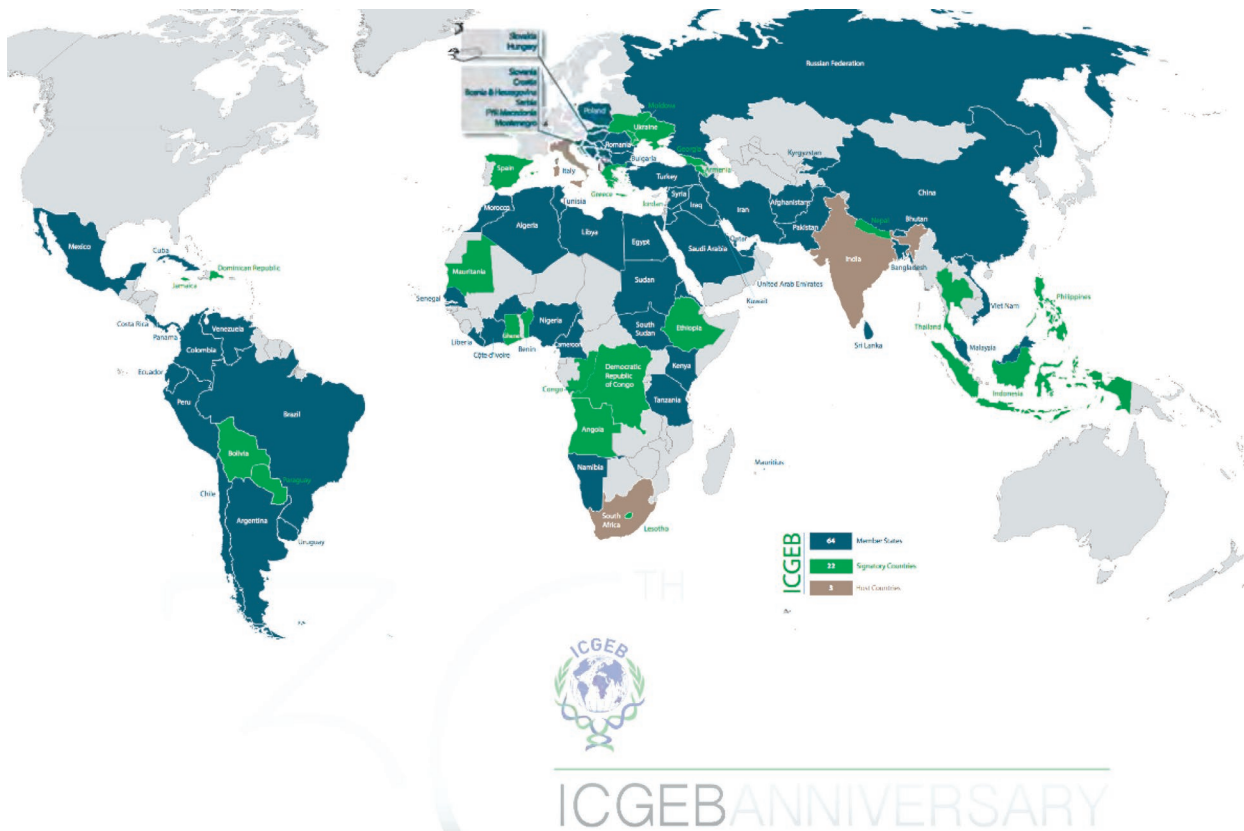 Slovakia
Hungary
Slovenia
Croatia
Bosnia & Herzegovina
Serbia
FYR Macedonia
Montenegro
Russian Federation
Poland
Moldova
Ukraine
Romania
Bulgaria
Georgia
Armenia
Kyrgyzstan
Spain
Italy
Greece
Turkey
China
Tunisia
Syria
Jordan
Iraq
Iran
Afghanistan
Morocco
Algeria
Libya
Egypt
Saudi Arabia
Qatar
Pakistan
Nepal
Bhutan
India
Bangladesh
United Arab Emirates
Kuwait
Mexico
Cuba
Dominican Republic
Jamaica
Mauritania
Senegal
Sudan
Costa Rica
Panama
Venezuela
Colombia
Ecuador
Liberia
Côte d'Ivoire
Ghana
Benin
Nigeria
Cameroon
South
Sudan
Ethiopia
Viet Nam
Philippines
Thailand
Sri Lanka
Malaysia
Indonesia
Peru
Brazil
Congo
Democratic
Republic
of Congo
Kenya
Tanzania
Bolivia
Angola
Paraguay
Namibia
Mauritius
Chile
Argentina
Uruguay
South
Africa
Lesotho
ICGEB
64 Member States
22 Signatory Countries
3 Host Countries
30TH
ICGEB
ICGEBANNIVERSARY